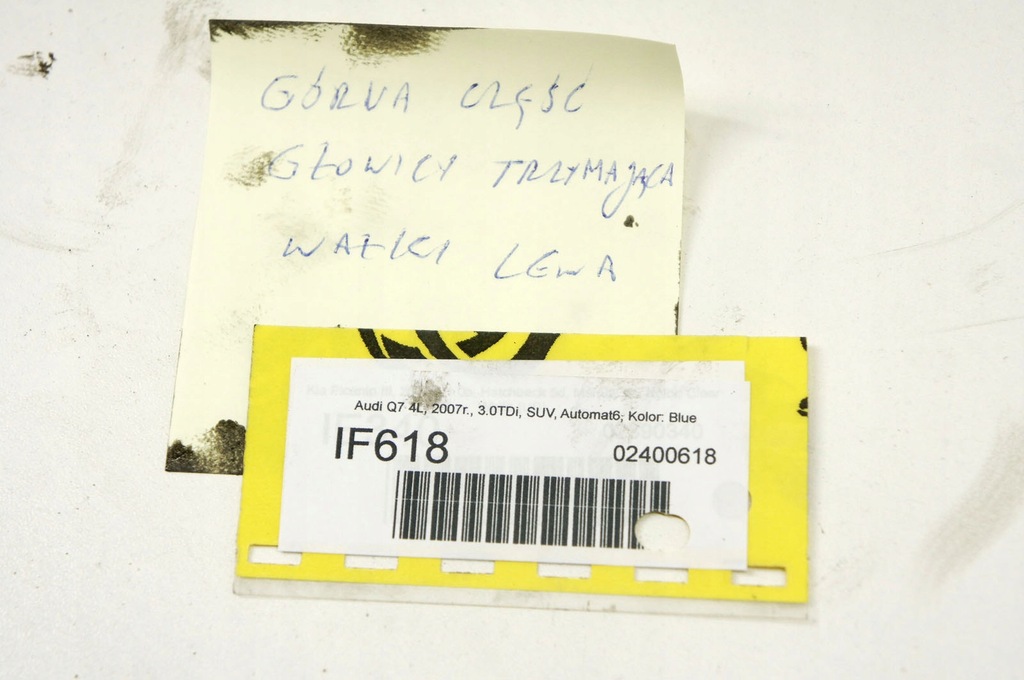 GÓRNA CZĘŚĆ
GŁOWICY TRZYMAJĄCA
WAŁKI LEWA
Audi Q7 4L, 2007r., 3.0TDi, SUV, Automat6, Kolor: Blue
IF618 02400618